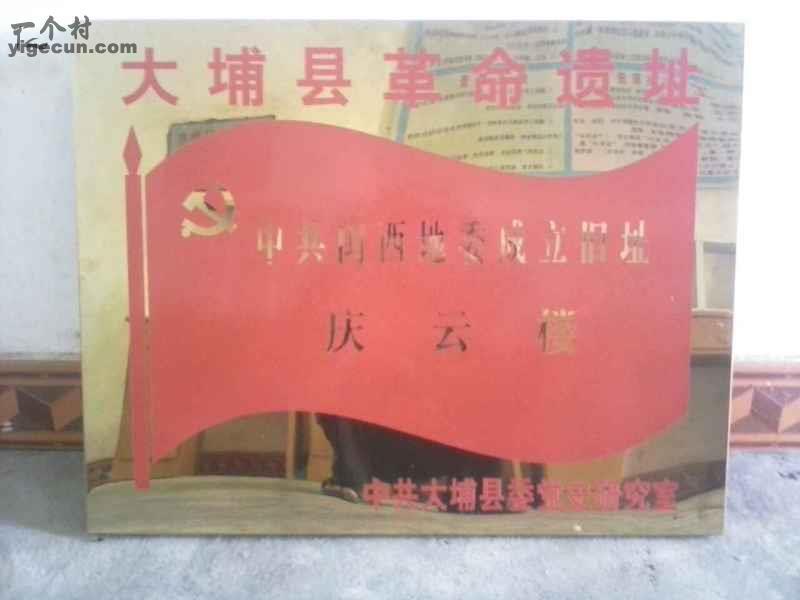 一个村
yigecun.com
大埔县革命遗址
中共闽西地委成立旧址
庆云楼
中共大埔县委党史研究室